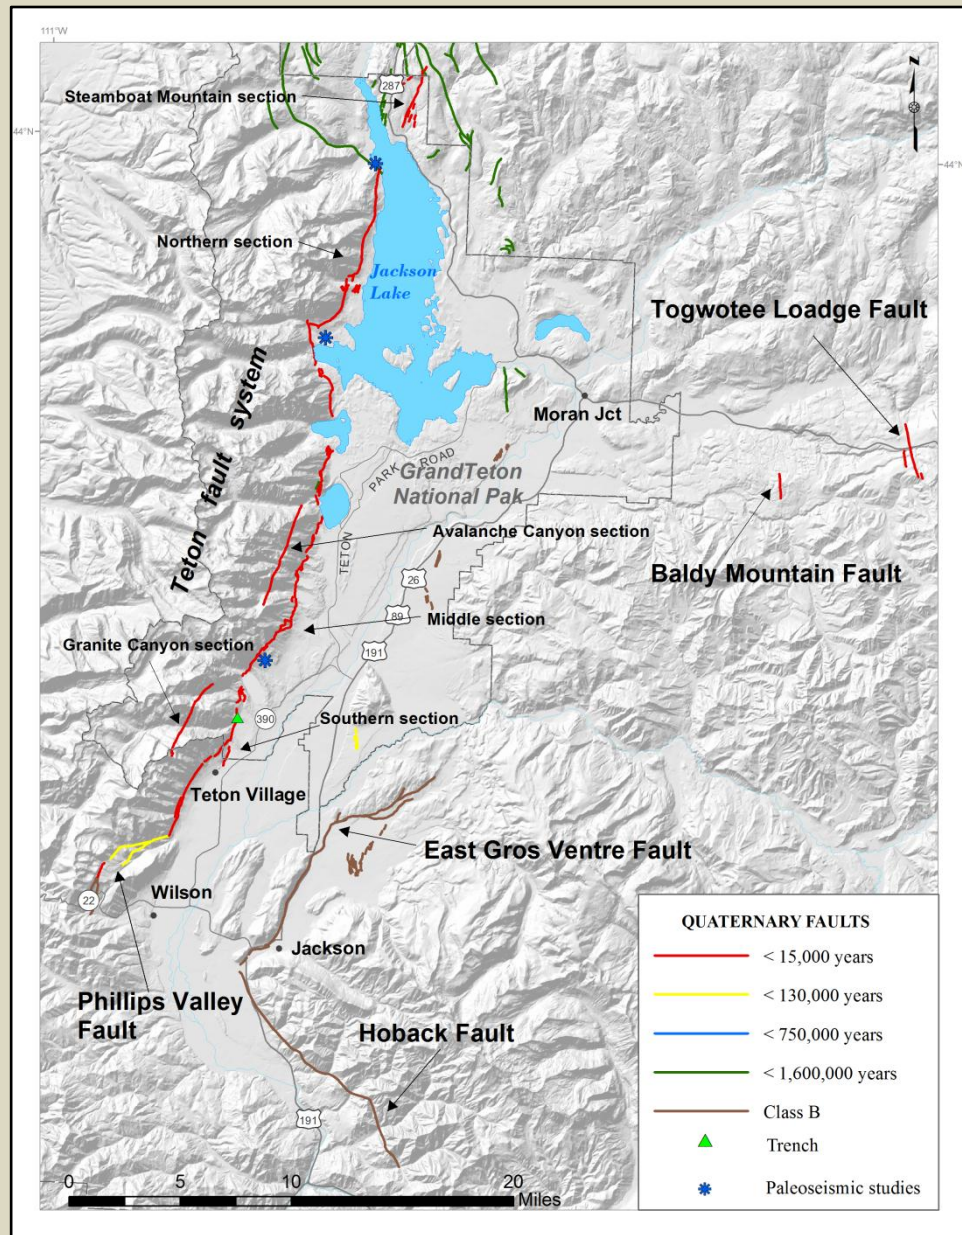 111°W
287
Steamboat Mountain section
N
44°N
44°N
Northern section
Jackson
Lake
Togwotee Loadge Fault
Teton fault system
Moran Jct
TETON PARK ROAD
GrandTeton
National Pak
Avalanche Canyon section
Baldy Mountain Fault
26
89
Middle section
Granite Canyon section
191
390
Southern section
Teton Village
East Gros Ventre Fault
Wilson
22
Jackson
Phillips Valley
Fault
Hoback Fault
191
0 5 10 20
Miles
QUATERNARY FAULTS
< 15,000 years
< 130,000 years
< 750,000 years
< 1,600,000 years
Class B
Trench
Paleoseismic studies